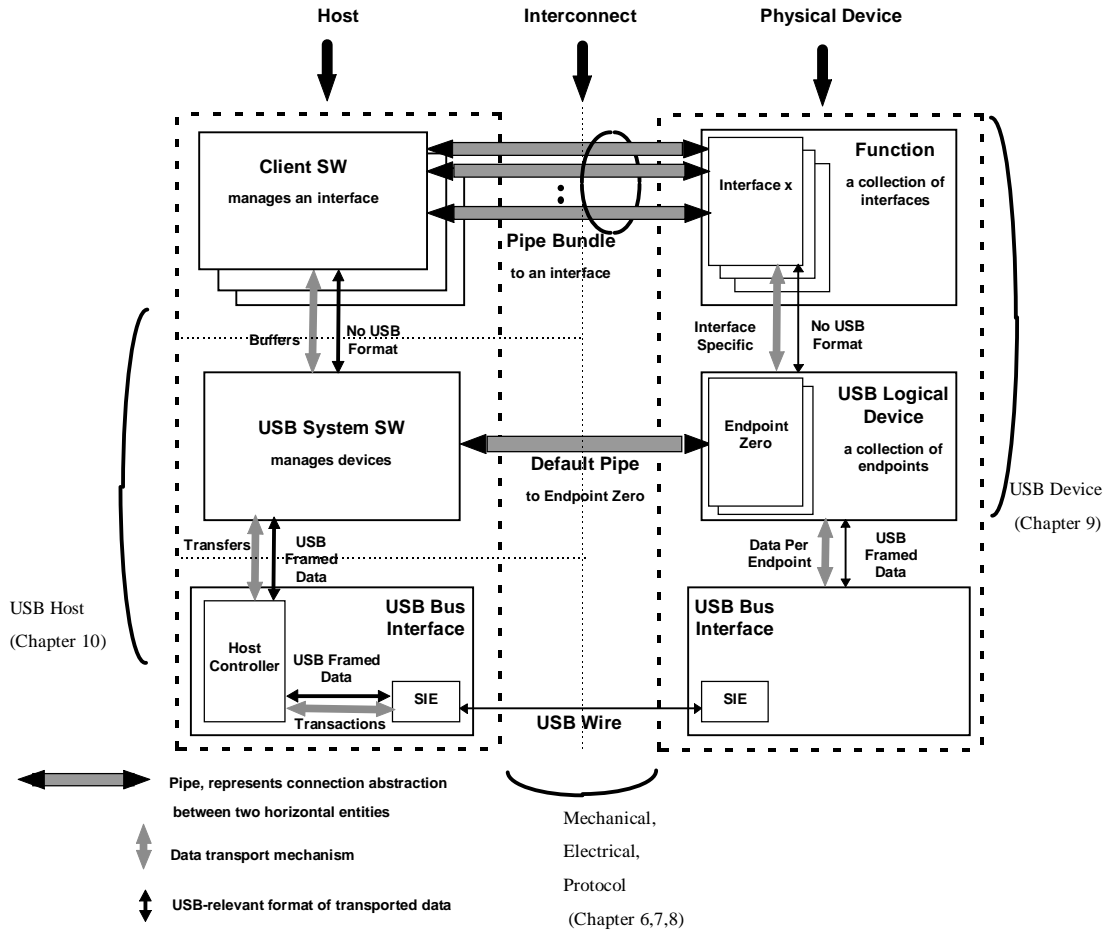 Host
Interconnect
Physical Device
Client SW
manages an interface
Pipe Bundle
to an interface
Interface x
Function
a collection of
interfaces
Buffers
No USB
Format
Interface
Specific
No USB
Format
USB System SW
manages devices
Default Pipe
to Endpoint Zero
Endpoint
Zero
USB Logical
Device
a collection of
endpoints
USB Device
(Chapter 9)
Transfers
USB
Framed
Data
Data Per
Endpoint
USB
Framed
Data
USB Host
(Chapter 10)
USB Bus
Interface
Host
Controller
USB Framed
Data
Transactions
SIE
USB Wire
USB Bus
Interface
SIE
Pipe, represents connection abstraction
between two horizontal entities
Data transport mechanism
USB-relevant format of transported data
Mechanical,
Electrical,
Protocol
(Chapter 6,7,8)